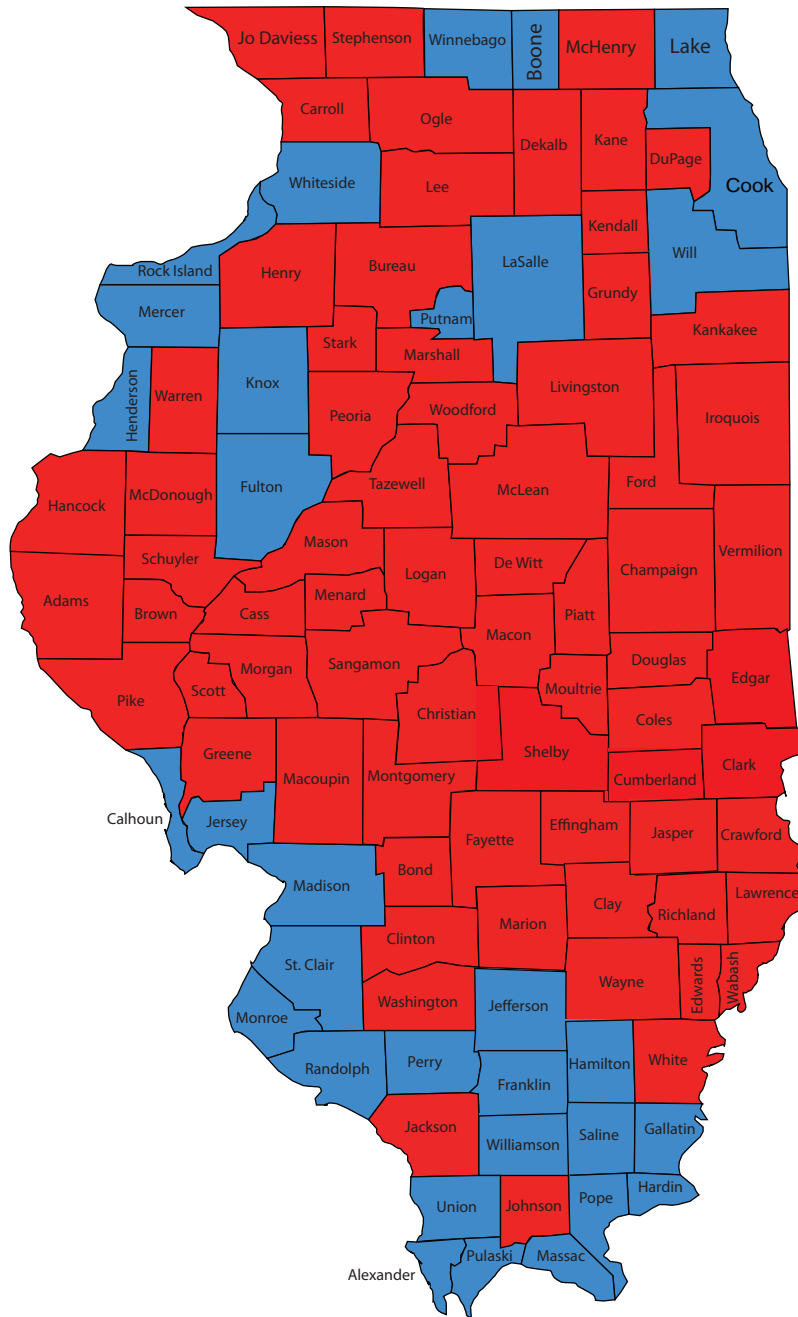 Jo Daviess
Stephenson
Winnebago
Boone
McHenry
Lake
Carroll
Ogle
Dekalb
Kane
DuPage
Cook
Whiteside
Lee
Kendall
Will
Rock Island
Henry
Bureau
LaSalle
Grundy
Mercer
Putnam
Kankakee
Stark
Marshall
Henderson
Warren
Knox
Peoria
Woodford
Livingston
Iroquois
Hancock
McDonough
Fulton
Tazewell
McLean
Ford
Schuyler
Mason
Logan
De Witt
Champaign
Vermilion
Adams
Brown
Cass
Menard
Macon
Piatt
Pike
Scott
Morgan
Sangamon
Christian
Moultrie
Douglas
Edgar
Coles
Greene
Macoupin
Montgomery
Shelby
Cumberland
Clark
Calhoun
Jersey
Fayette
Effingham
Jasper
Crawford
Madison
Bond
Clay
Richland
Lawrence
Clinton
Marion
St. Clair
Wayne
Edwards
Wabash
Monroe
Washington
Jefferson
Randolph
Perry
Franklin
Hamilton
White
Jackson
Williamson
Saline
Gallatin
Union
Johnson
Pope
Hardin
Alexander
Pulaski
Massac